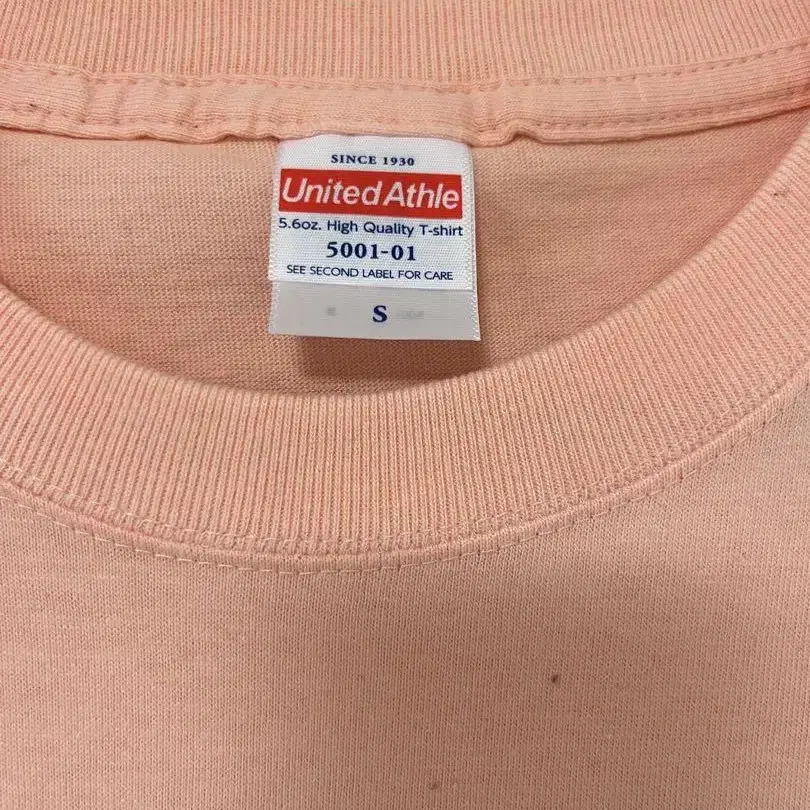 SINCE 1930
United Athle
5.6oz. High Quality T-shirt
5001-01
SEE SECOND LABEL FOR CARE
S